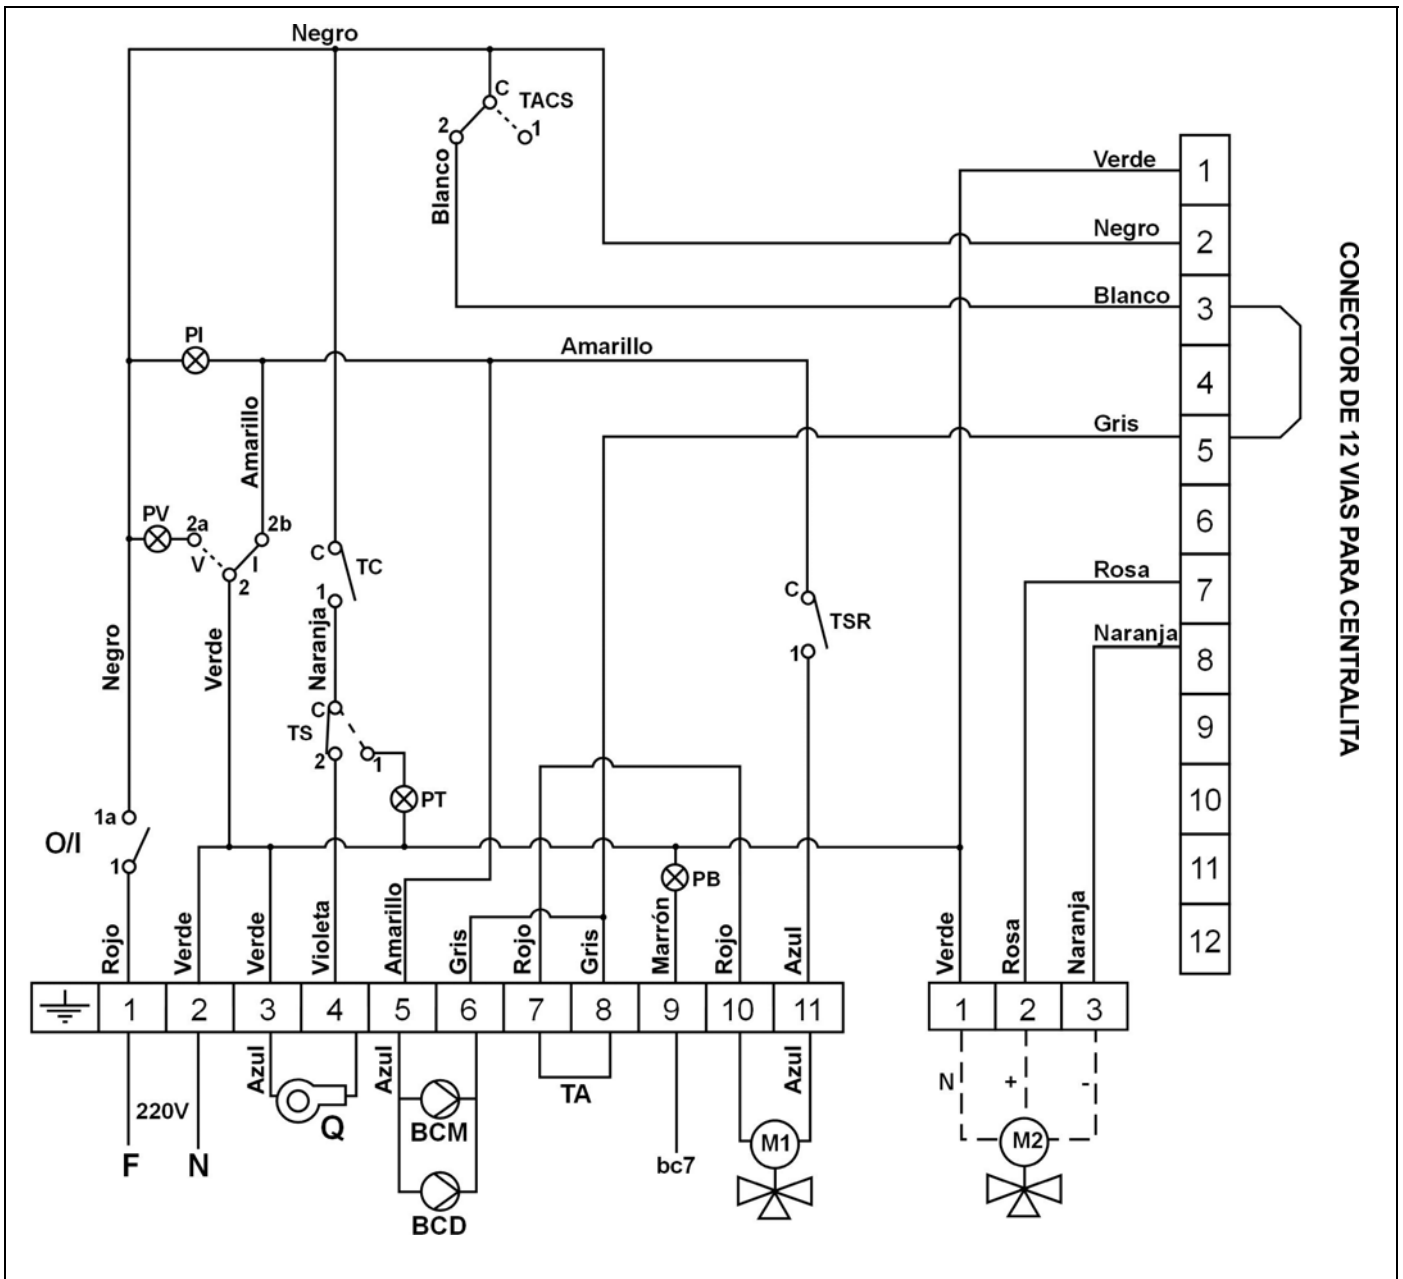 Negro
C
TACS
2
1
Blanco
Verde
1
Negro
2
Blanco
3
CONECTOR DE 12 VIAS PARA CENTRALITA
PI
Amarillo
4
Amarillo
Gris
5
PV
2a
2b
V
I
2
6
C
TC
1
Rosa
7
C
TSR
1
Negro
Verde
Naranja
Naranja
8
C
TS
2
1
9
PT
10
1a
O/I
1
11
PB
12
Rojo
Verde
Verde
Violeta
Amarillo
Gris
Rojo
Gris
Marrón
Rojo
Azul
Verde
Rosa
Naranja
1
2
3
4
5
6
7
8
9
10
11
1
2
3
Azul
Azul
Azul
220V
Q
BCM
TA
N
+
-
M1
M2
F
N
bc7
BCD